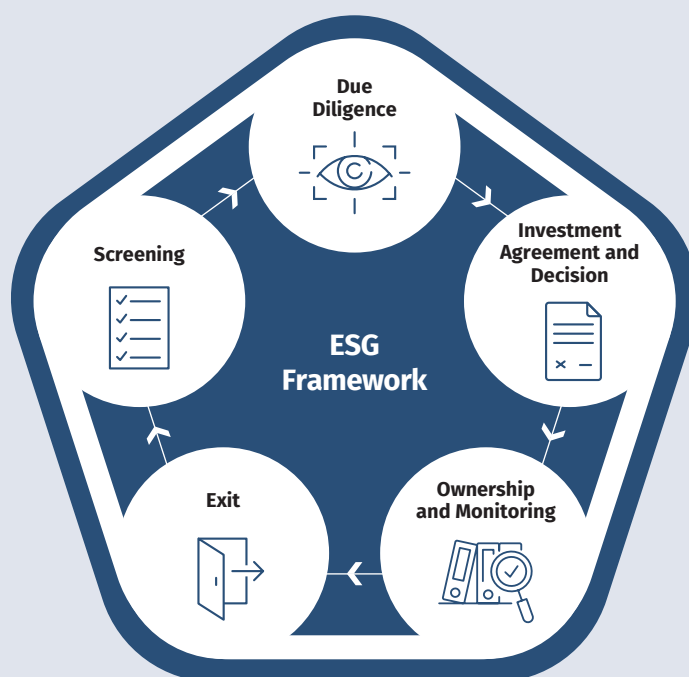 Due
Diligence
Screening
Investment
Agreement and
Decision
ESG
Framework
Exit
Ownership
and Monitoring